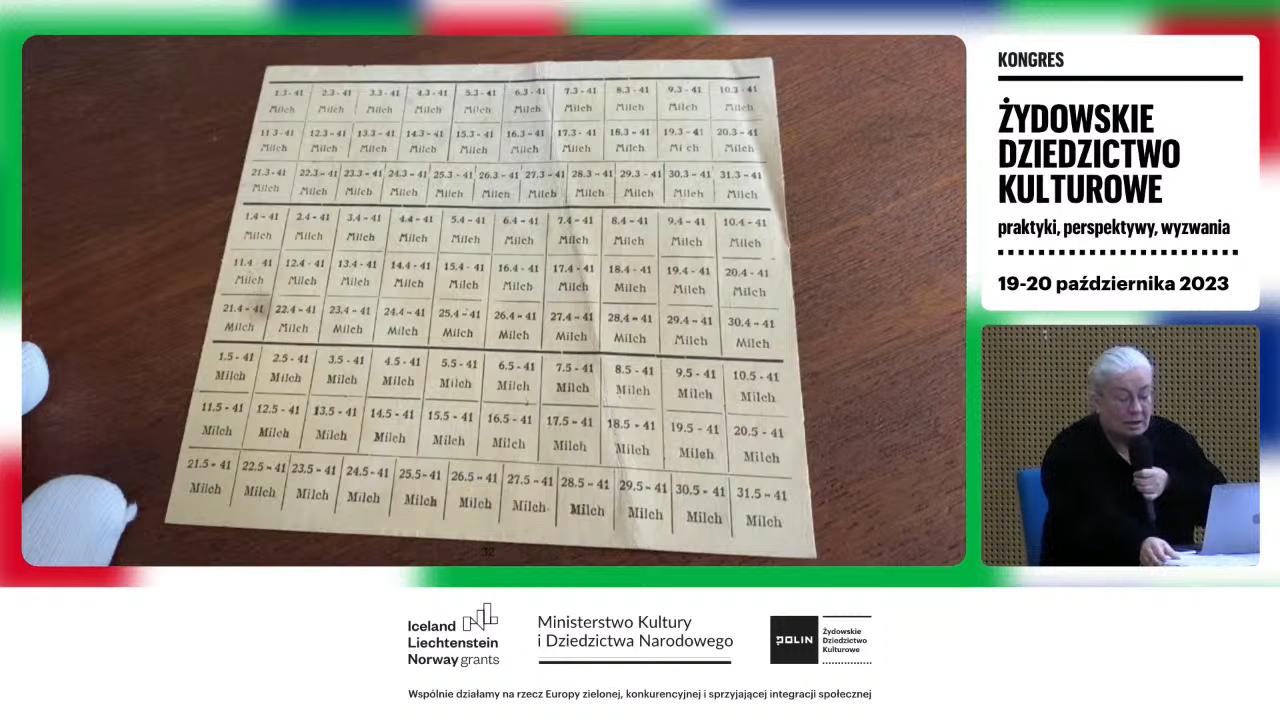 1.3 - 41 2.3 - 41 3.3 - 41 4.3 - 41 5.3 - 41 6.3 - 41 7.3 - 41 8.3 - 41 9.3 - 41 10.3 - 41
Milch Milch Milch Milch Milch Milch Milch Milch Milch Milch
11.3 - 41 12.3 - 41 13.3 - 41 14.3 - 41 15.3 - 41 16.3 - 41 17.3 - 41 18.3 - 41 19.3 - 41 20.3 - 41
Milch Milch Milch Milch Milch Milch Milch Milch Milch Milch
21.3 - 41 22.3 - 41 23.3 - 41 24.3 - 41 25.3 - 41 26.3 - 41 27.3 - 41 28.3 - 41 29.3 - 41 30.3 - 41 31.3 - 41
Milch Milch Milch Milch Milch Milch Milch Milch Milch Milch Milch
1.4 - 41 2.4 - 41 3.4 - 41 4.4 - 41 5.4 - 41 6.4 - 41 7.4 - 41 8.4 - 41 9.4 - 41 10.4 - 41
Milch Milch Milch Milch Milch Milch Milch Milch Milch Milch
11.4 - 41 12.4 - 41 13.4 - 41 14.4 - 41 15.4 - 41 16.4 - 41 17.4 - 41 18.4 - 41 19.4 - 41 20.4 - 41
Milch Milch Milch Milch Milch Milch Milch Milch Milch Milch
21.4 - 41 22.4 - 41 23.4 - 41 24.4 - 41 25.4 - 41 26.4 - 41 27.4 - 41 28.4 - 41 29.4 - 41 30.4 - 41
Milch Milch Milch Milch Milch Milch Milch Milch Milch Milch
1.5 - 41 2.5 - 41 3.5 - 41 4.5 - 41 5.5 - 41 6.5 - 41 7.5 - 41 8.5 - 41 9.5 - 41 10.5 - 41
Milch Milch Milch Milch Milch Milch Milch Milch Milch Milch
11.5 - 41 12.5 - 41 13.5 - 41 14.5 - 41 15.5 - 41 16.5 - 41 17.5 - 41 18.5 - 41 19.5 - 41 20.5 - 41
Milch Milch Milch Milch Milch Milch Milch Milch Milch Milch
21.5 - 41 22.5 - 41 23.5 - 41 24.5 - 41 25.5 - 41 26.5 - 41 27.5 - 41 28.5 - 41 29.5 - 41 30.5 - 41 31.5 - 41
Milch Milch Milch Milch Milch Milch Milch Milch Milch Milch Milch
32
KONGRES
ŻYDOWSKIE
DZIEDZICTWO
KULTUROWE
praktyki, perspektywy, wyzwania
19-20 października 2023
Iceland
Liechtenstein
Norway grants
Ministerstwo Kultury
i Dziedzictwa Narodowego
POLIN
Żydowskie
Dziedzictwo
Kulturowe
Wspólnie działamy na rzecz Europy zielonej, konkurencyjnej i sprzyjającej integracji społecznej